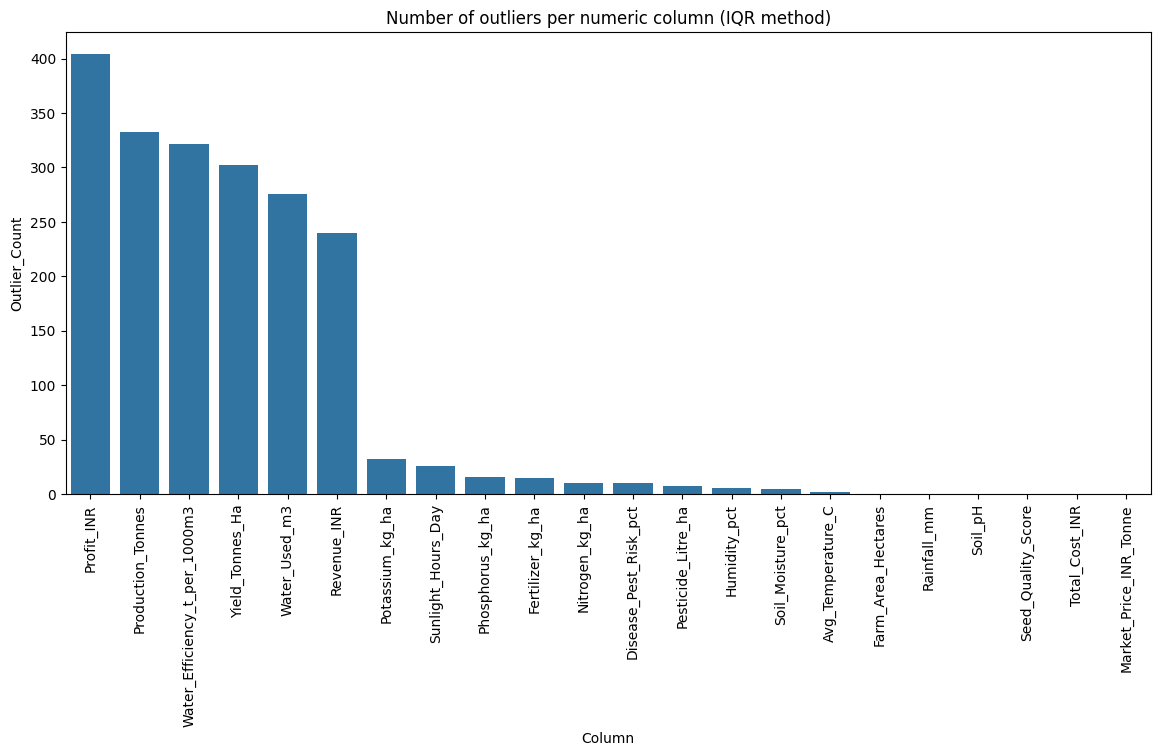 Number of outliers per numeric column (IQR method)
Outlier_Count
400
350
300
250
200
150
100
50
0
Profit_INR
Production_Tonnes
Water_Efficiency_t_per_1000m3
Yield_Tonnes_Ha
Water_Used_m3
Revenue_INR
Potassium_kg_ha
Sunlight_Hours_Day
Phosphorus_kg_ha
Fertilizer_kg_ha
Nitrogen_kg_ha
Disease_Pest_Risk_pct
Pesticide_Litre_ha
Humidity_pct
Soil_Moisture_pct
Avg_Temperature_C
Farm_Area_Hectares
Rainfall_mm
Soil_pH
Seed_Quality_Score
Total_Cost_INR
Market_Price_INR_Tonne
Column